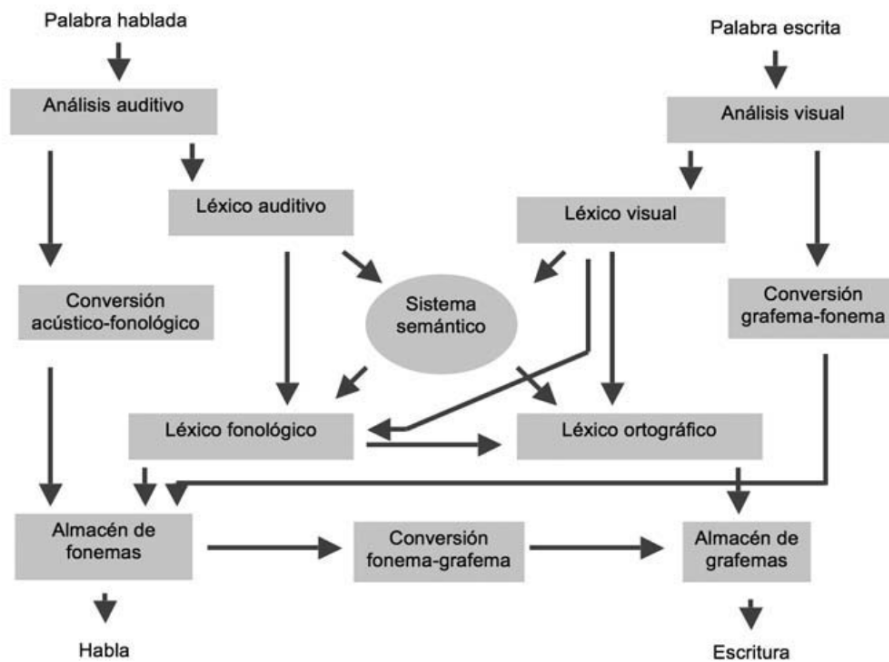 Palabra hablada
Palabra escrita
Análisis auditivo
Análisis visual
Léxico auditivo
Léxico visual
Conversión
acústico-fonológico
Sistema
semántico
Conversión
grafema-fonema
Léxico fonológico
Léxico ortográfico
Almacén de
fonemas
Conversión
fonema-grafema
Almacén de
grafemas
Habla
Escritura